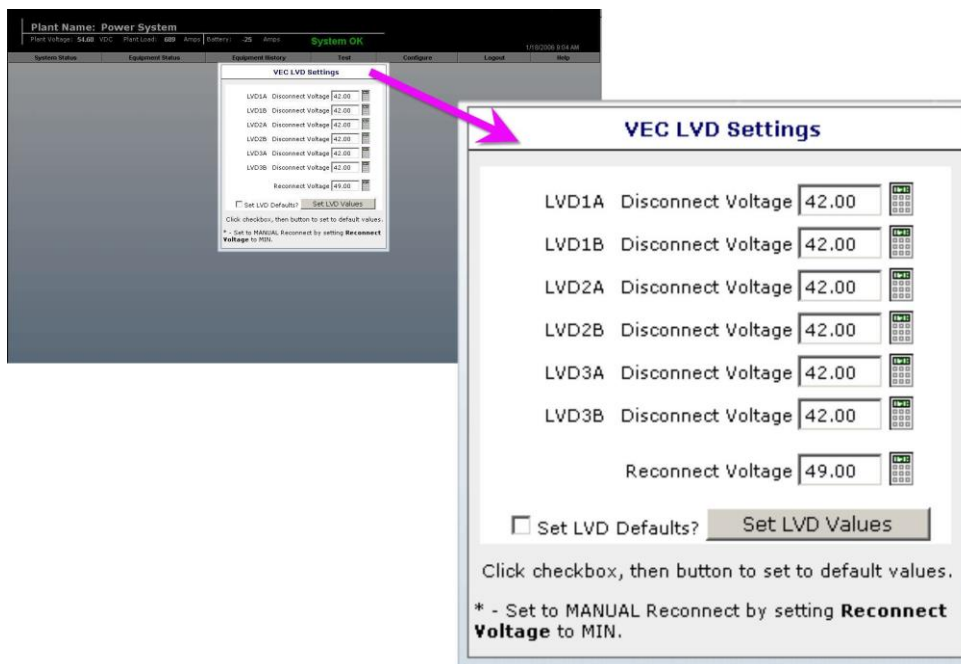 Plant Name: Power System
Plant Voltage: 54.60 VDC Plant Load: 689 Amps Battery: -25 Amps System OK
1/18/2006 9:04 AM
System Status Equipment Status Equipment History Test Configure Logout Help
VEC LVD Settings
LVD1A Disconnect Voltage 42.00
LVD1B Disconnect Voltage 42.00
LVD2A Disconnect Voltage 42.00
LVD2B Disconnect Voltage 42.00
LVD3A Disconnect Voltage 42.00
LVD3B Disconnect Voltage 42.00
Reconnect Voltage 49.00
Set LVD Defaults? Set LVD Values
Click checkbox, then button to set to default values.
* - Set to MANUAL Reconnect by setting Reconnect
Voltage to MIN.
VEC LVD Settings
LVD1A Disconnect Voltage 42.00
LVD1B Disconnect Voltage 42.00
LVD2A Disconnect Voltage 42.00
LVD2B Disconnect Voltage 42.00
LVD3A Disconnect Voltage 42.00
LVD3B Disconnect Voltage 42.00
Reconnect Voltage 49.00
Set LVD Defaults? Set LVD Values
Click checkbox, then button to set to default values.
* - Set to MANUAL Reconnect by setting Reconnect
Voltage to MIN.